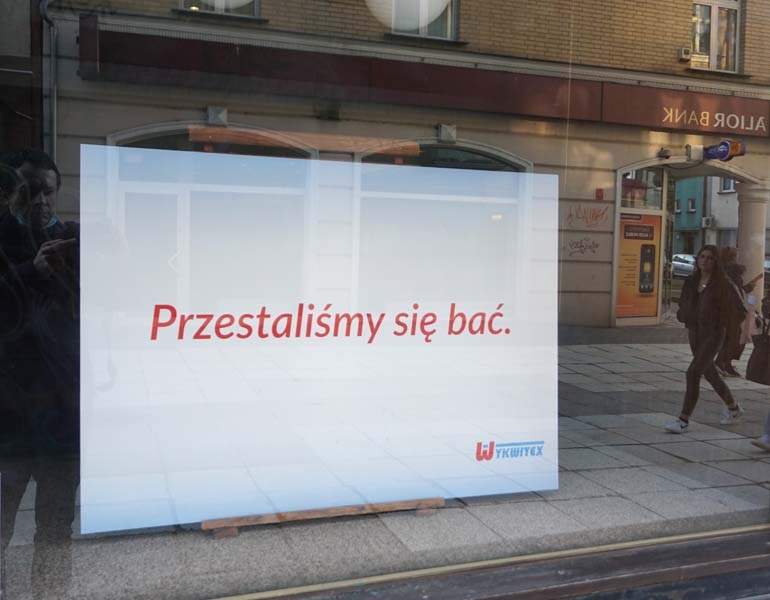 ALIOR BANK
Przestaliśmy się bać.
WYKWITEX